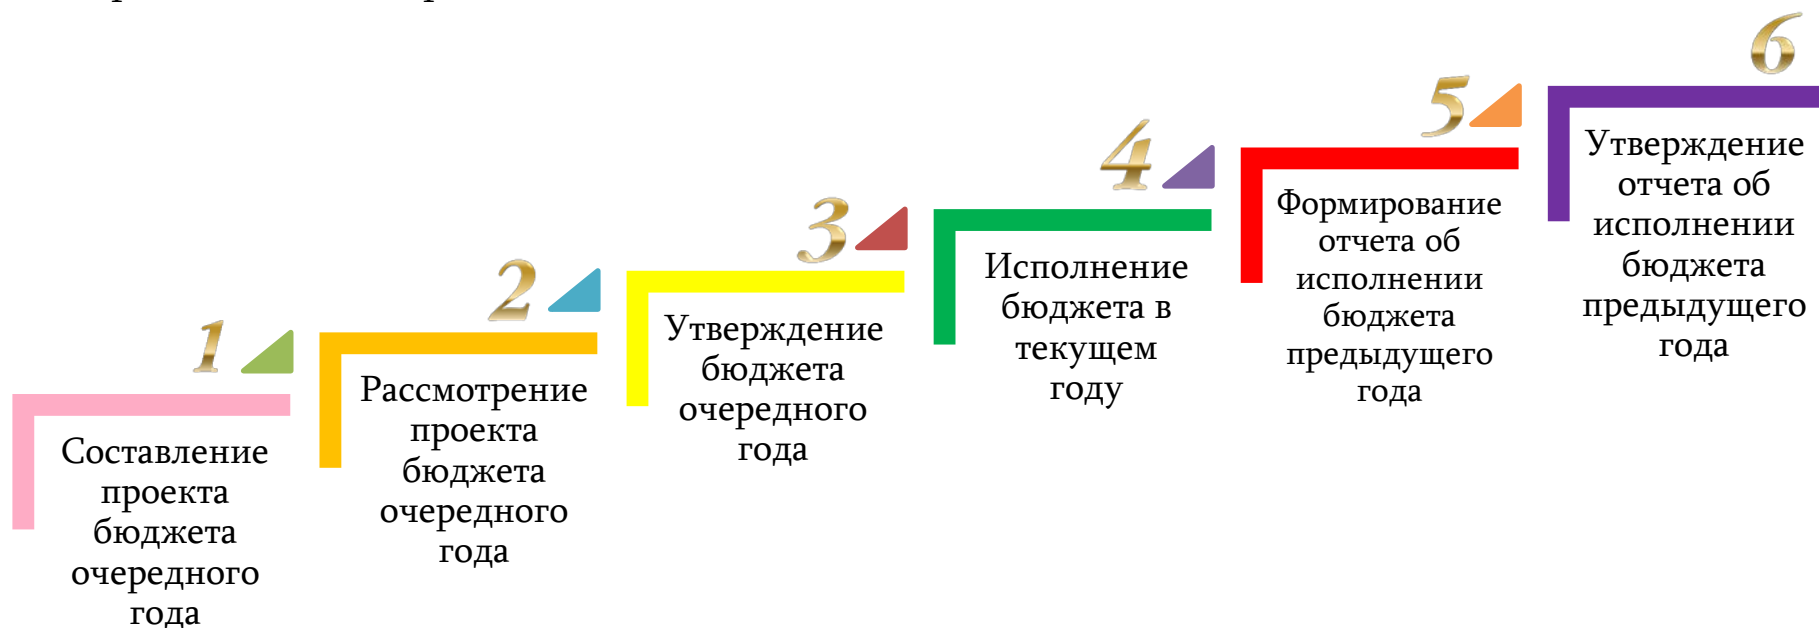 1
Составление
проекта
бюджета
очередного
года
2
Рассмотрение
проекта
бюджета
очередного
года
3
Утверждение
бюджета
очередного
года
4
Исполнение
бюджета в
текущем
году
5
Формирование
отчета об
исполнении
бюджета
предыдущего
года
6
Утверждение
отчета об
исполнении
бюджета
предыдущего
года